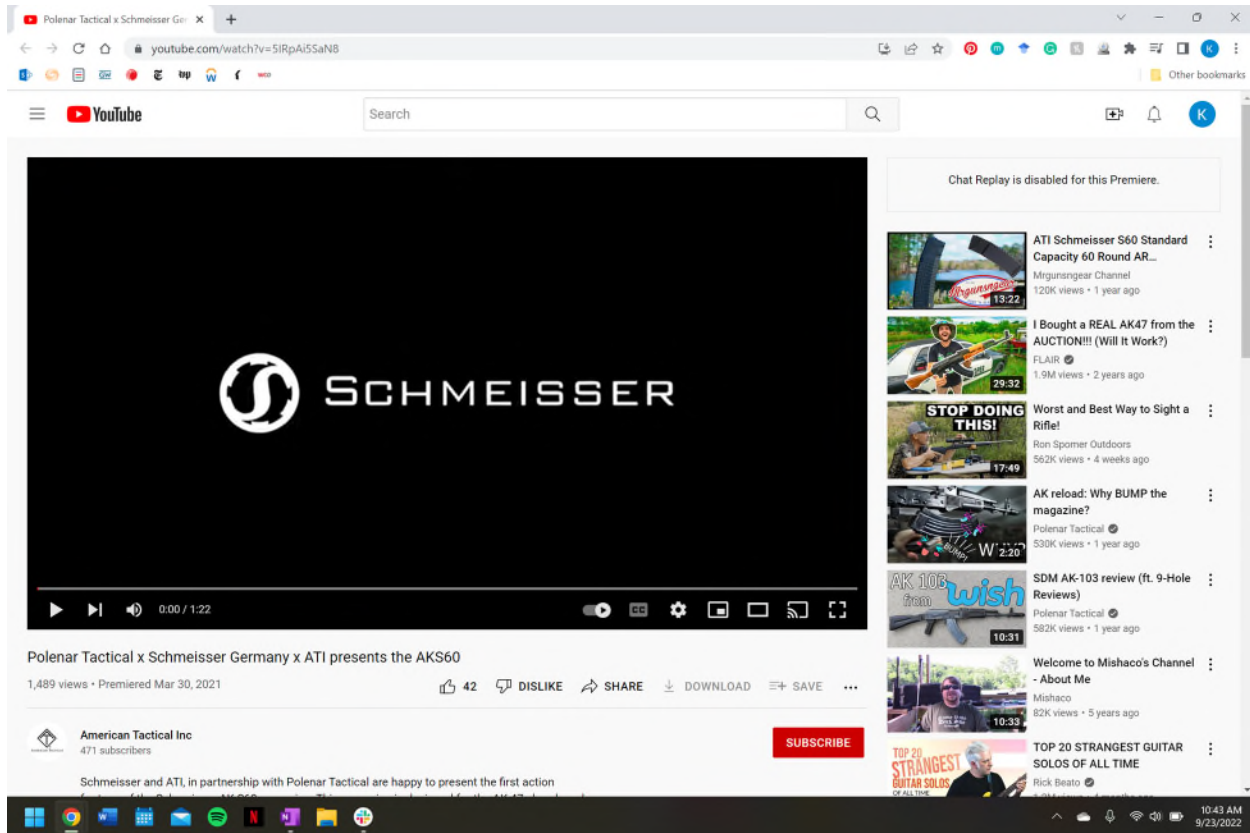 Polenar Tactical x Schmeisser Ger
youtube.com/watch?v=5IRpAi5SaN8
Other bookmarks
YouTube
Search
K
SCHMEISSER
0:00 / 1:22
Polenar Tactical x Schmeisser Germany x ATI presents the AKS60
1,489 views • Premiered Mar 30, 2021
42 DISLIKE SHARE DOWNLOAD SAVE
American Tactical Inc
471 subscribers
SUBSCRIBE
Schmeisser and ATI, in partnership with Polenar Tactical are happy to present the first action
Chat Replay is disabled for this Premiere.
Mrgunsngear
13:22
ATI Schmeisser S60 Standard
Capacity 60 Round AR...
Mrgunsngear Channel
120K views • 1 year ago
29:32
I Bought a REAL AK47 from the
AUCTION!!! (Will It Work?)
FLAIR
1.9M views • 2 years ago
STOP DOING
THIS!
17:49
Worst and Best Way to Sight a
Rifle!
Ron Spomer Outdoors
562K views • 4 weeks ago
BUMP!
2:20
AK reload: Why BUMP the
magazine?
Polenar Tactical
530K views • 1 year ago
AK 103
from wish
10:31
SDM AK-103 review (ft. 9-Hole
Reviews)
Polenar Tactical
582K views • 1 year ago
10:33
Welcome to Mishaco's Channel
- About Me
Mishaco
82K views • 5 years ago
TOP 20
STRANGEST
GUITAR SOLOS
OF ALL TIME
TOP 20 STRANGEST GUITAR
SOLOS OF ALL TIME
Rick Beato
10:43 AM
9/23/2022